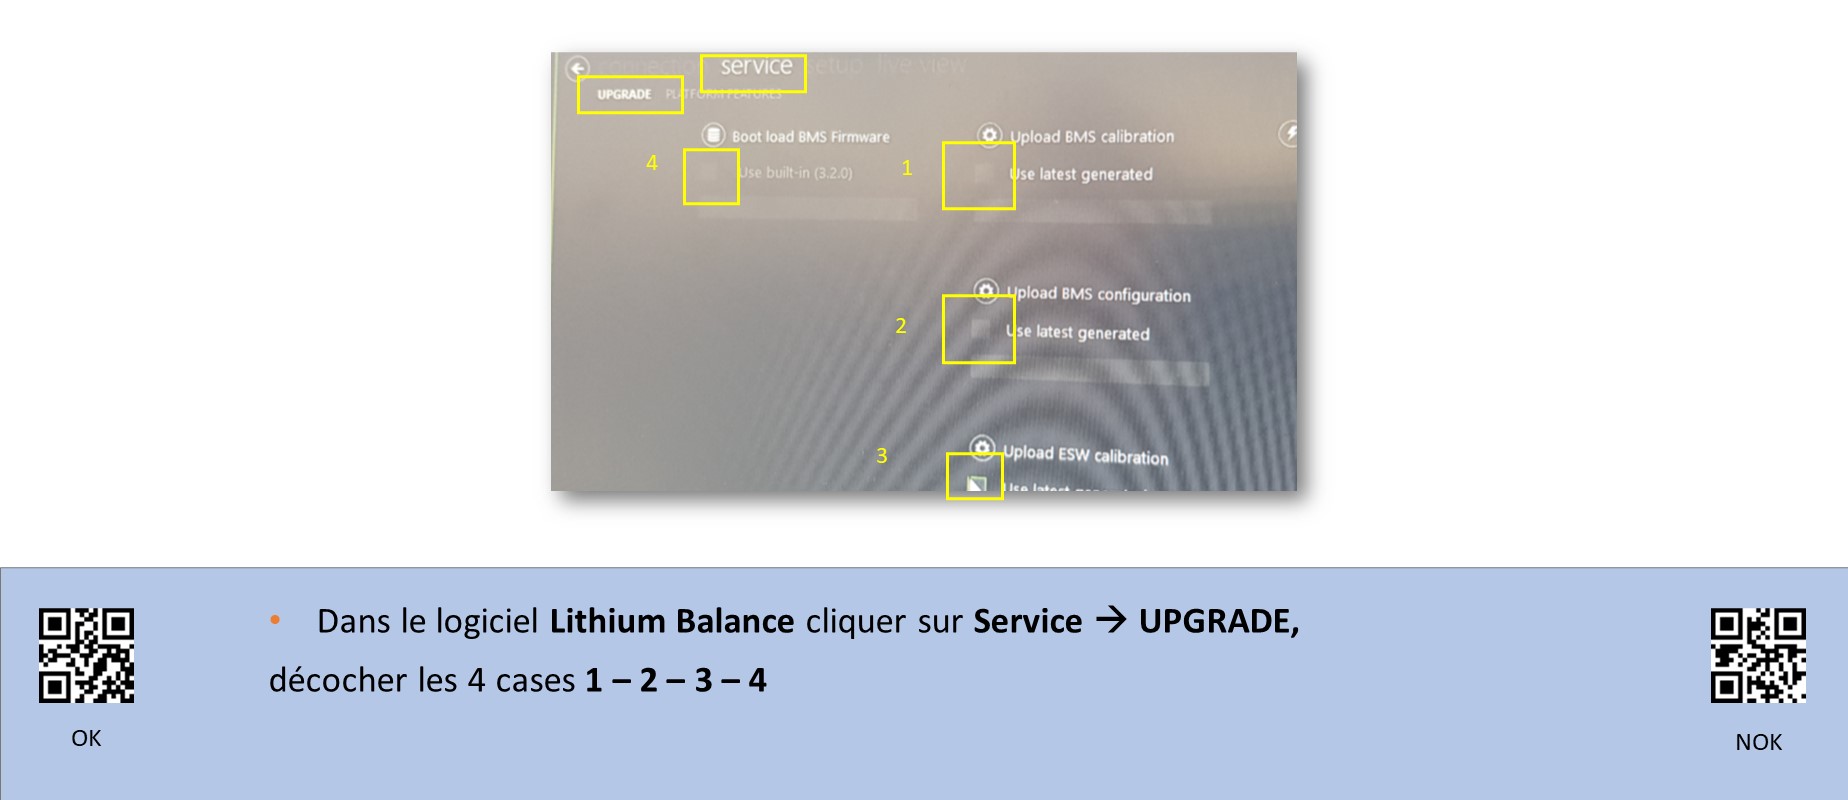 service setup live view
UPGRADE PLATFORM FEATURES
Boot load BMS Firmware
Upload BMS calibration
4
1
Use built-in (3.2.0)
Use latest generated
Upload BMS configuration
2
Use latest generated
3
Upload ESW calibration
Use latest
• Dans le logiciel Lithium Balance cliquer sur Service → UPGRADE,
décocher les 4 cases 1 – 2 – 3 – 4
OK
NOK